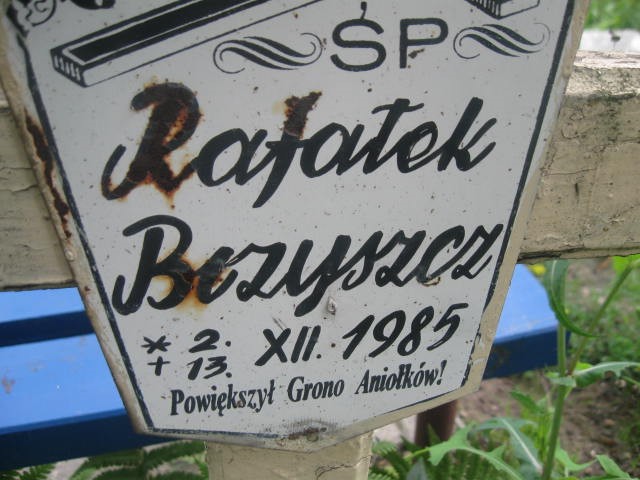 ŚP
Rafałek
Brzyszcz
* 2. XII. 1985
+ 13.
Powiększył Grono Aniołków!